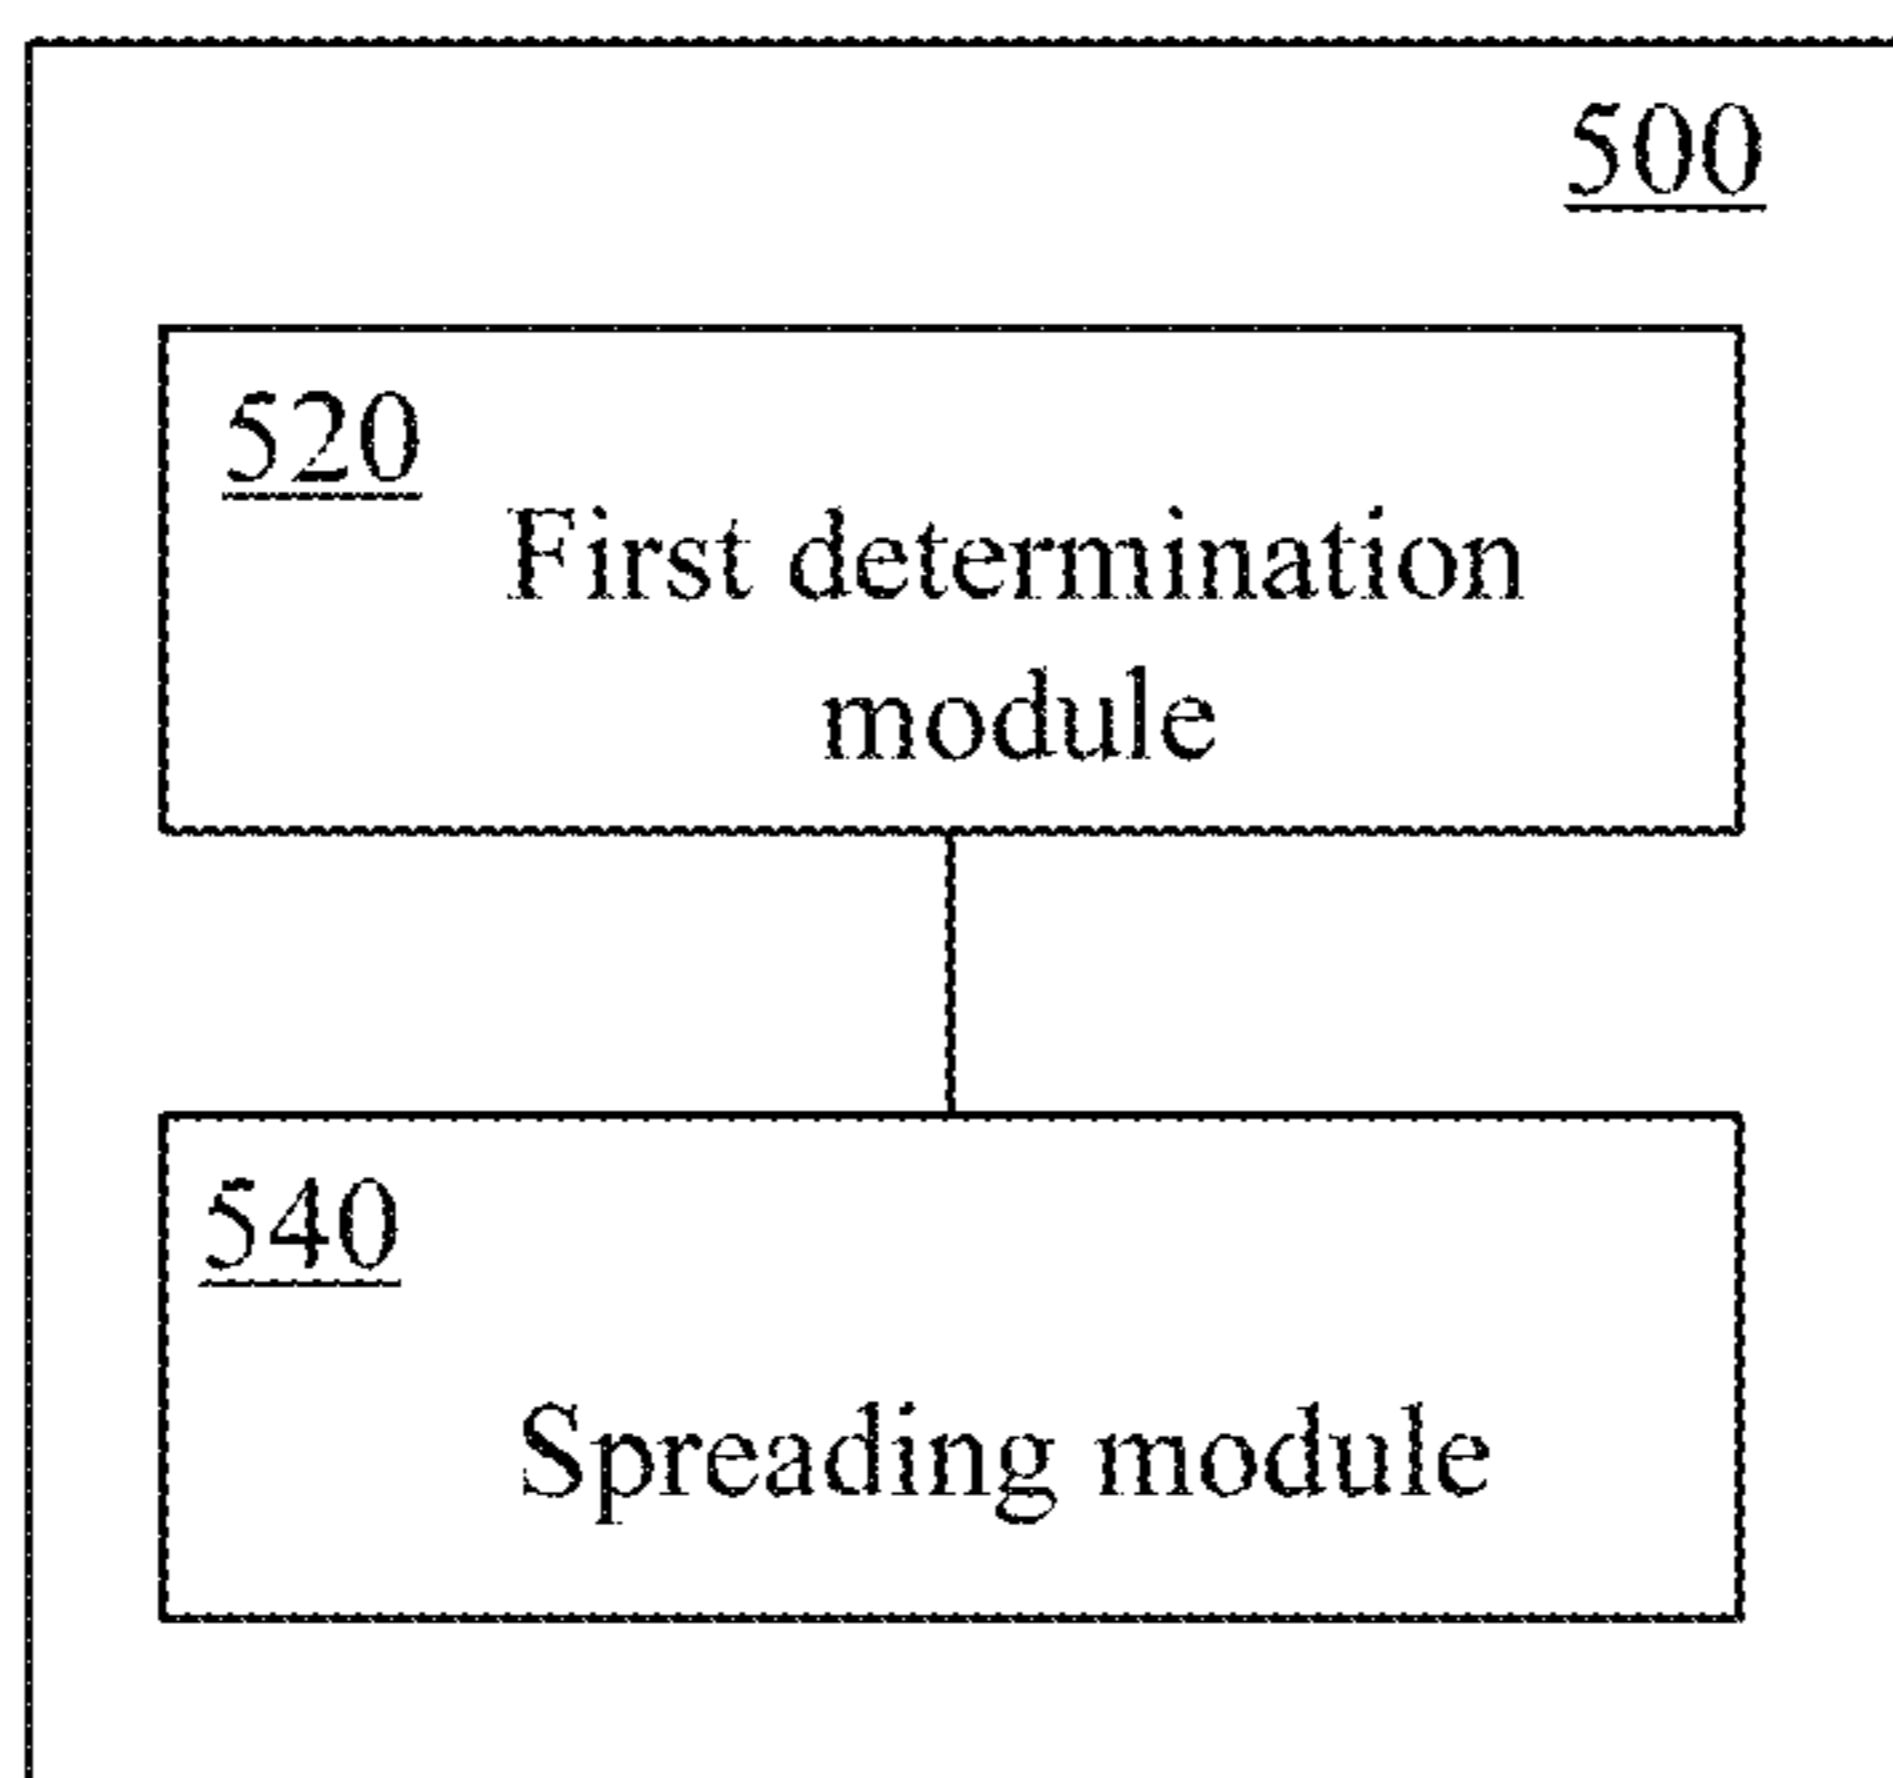 500
520
First determination
module
540
Spreading module